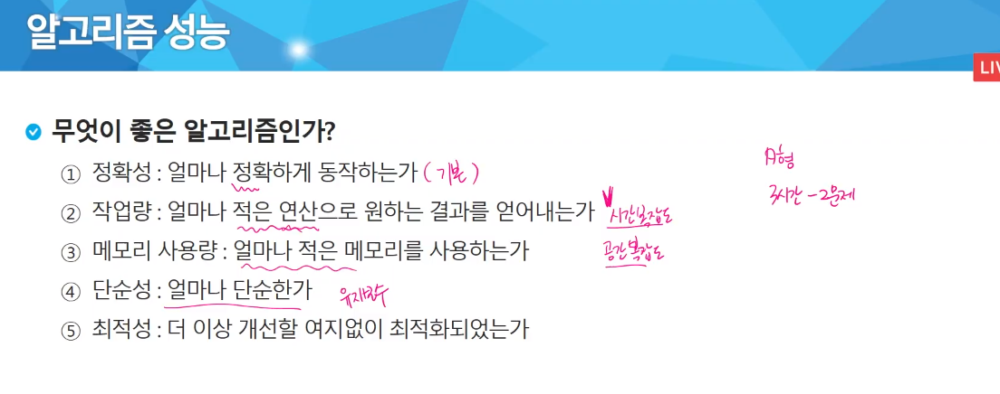 알고리즘 성능
LIV
무엇이 좋은 알고리즘인가?
① 정확성 : 얼마나 정확하게 동작하는가 (기본)
② 작업량 : 얼마나 적은 연산으로 원하는 결과를 얻어내는가 시간복잡도
③ 메모리 사용량 : 얼마나 적은 메모리를 사용하는가 공간복잡도
④ 단순성 : 얼마나 단순한가 유지보수
⑤ 최적성 : 더 이상 개선할 여지없이 최적화되었는가
A형
3시간 - 2문제